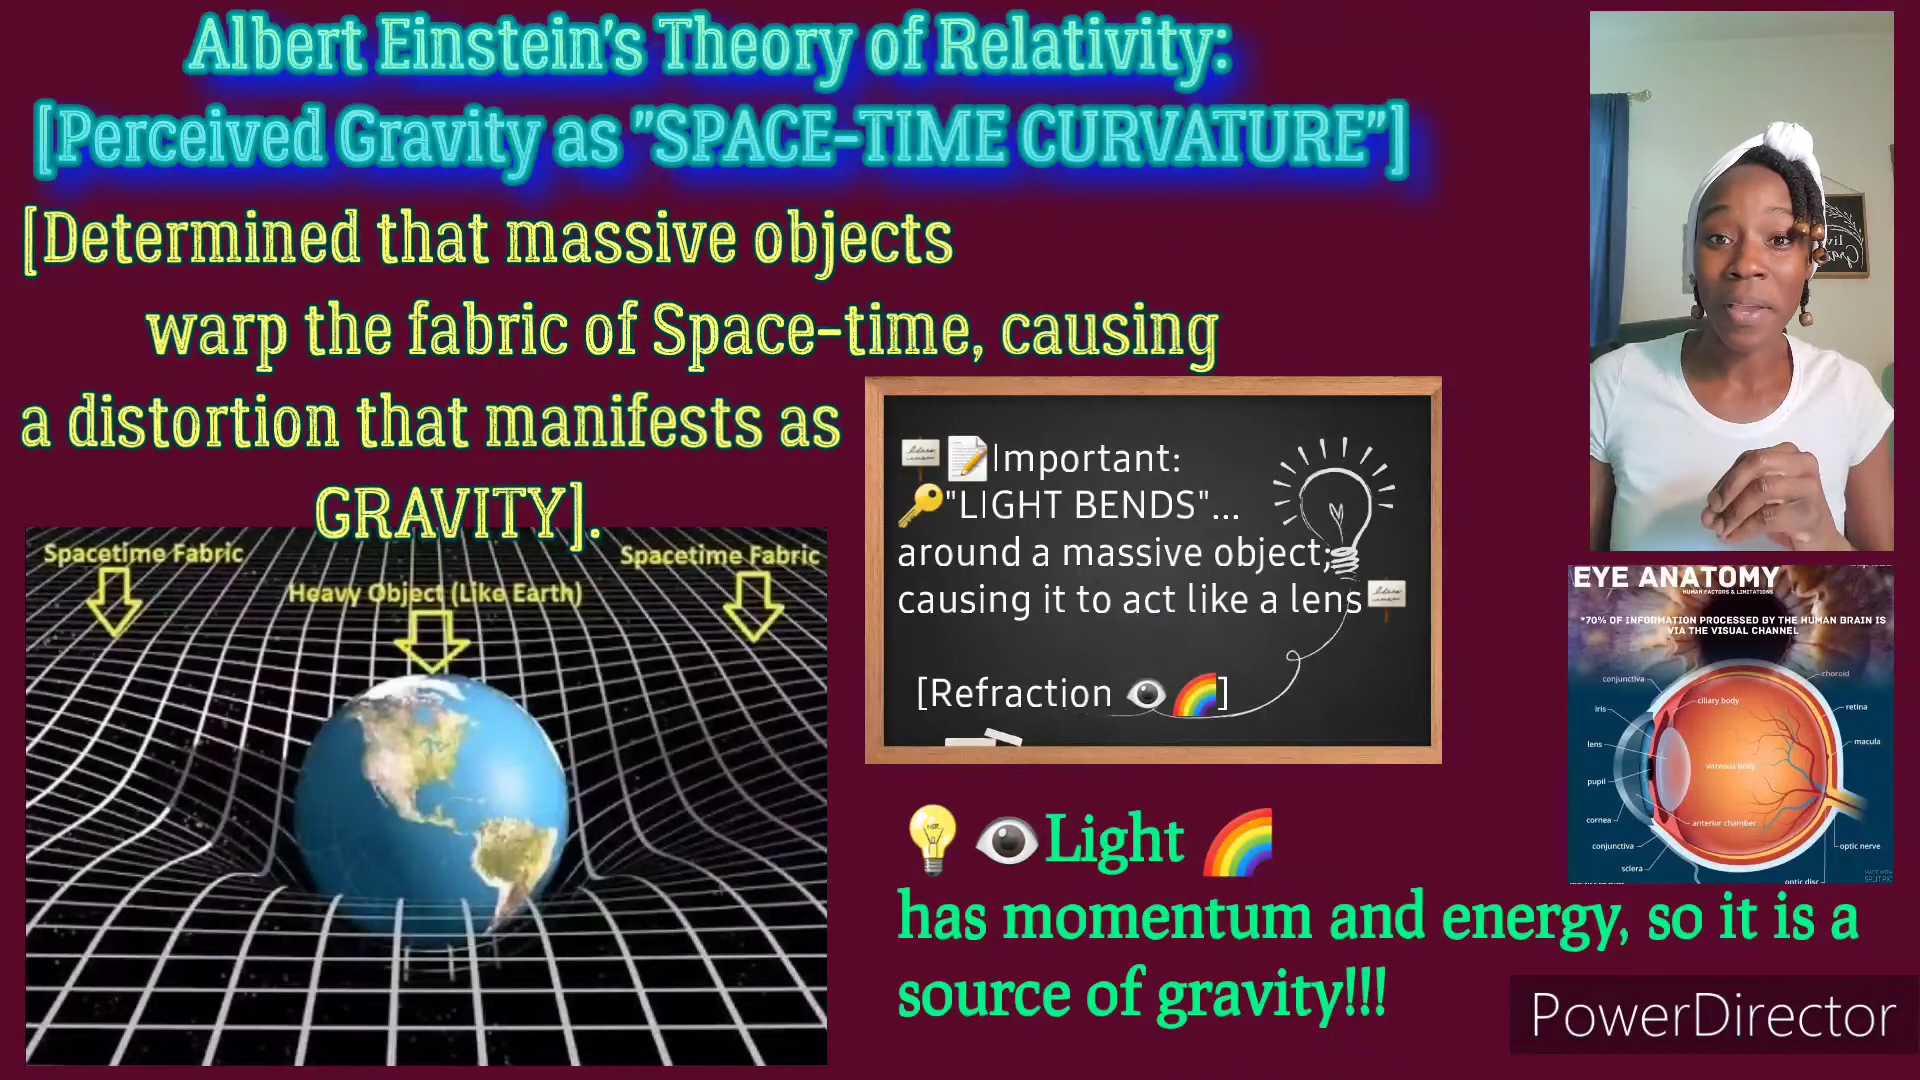 Albert Einstein's Theory of Relativity:
[Perceived Gravity as "SPACE-TIME CURVATURE"]
[Determined that massive objects
warp the fabric of Space-time, causing
a distortion that manifests as
GRAVITY].
Spacetime Fabric
Spacetime Fabric
Heavy Object (Like Earth)
Important:
"LIGHT BENDS"...
around a massive object;
causing it to act like a lens
[Refraction 👁🌈]
Light
has momentum and energy, so it is a
source of gravity!!!
EYE ANATOMY
HUMAN FACTORS & LIMITATIONS
*70% OF INFORMATION PROCESSED BY THE HUMAN BRAIN IS
VIA THE VISUAL CHANNEL
conjunctiva
choroid
ciliary body
iris
retina
lens
macula
vitreous body
pupil
cornea
anterior chamber
conjunctiva
optic nerve
sclera
optic disc
PowerDirector